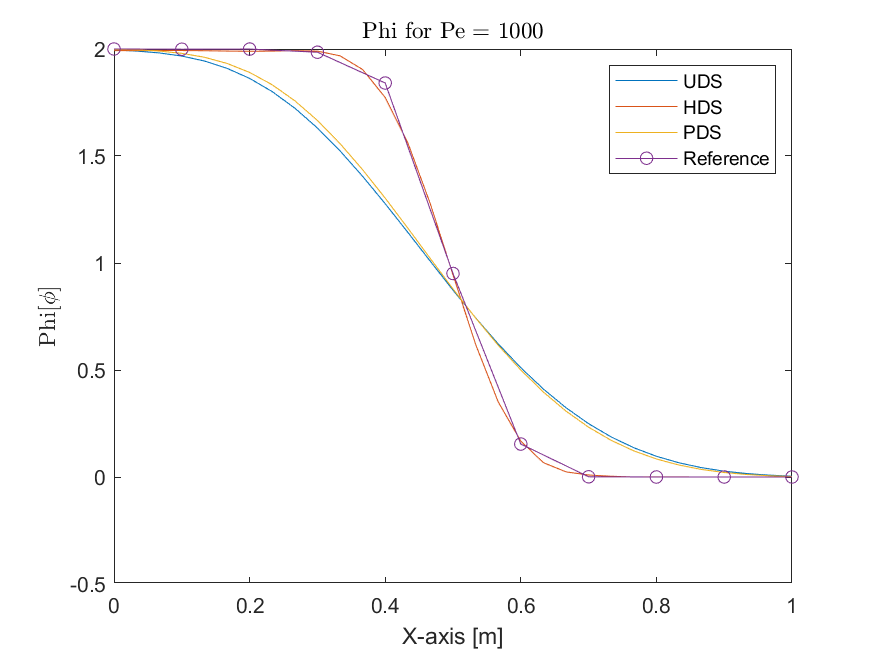 Phi for Pe = 1000
2
1.5
1
0.5
0
-0.5
Phi[ϕ]
0
0.2
0.4
0.6
0.8
1
X-axis [m]
UDS
HDS
PDS
Reference